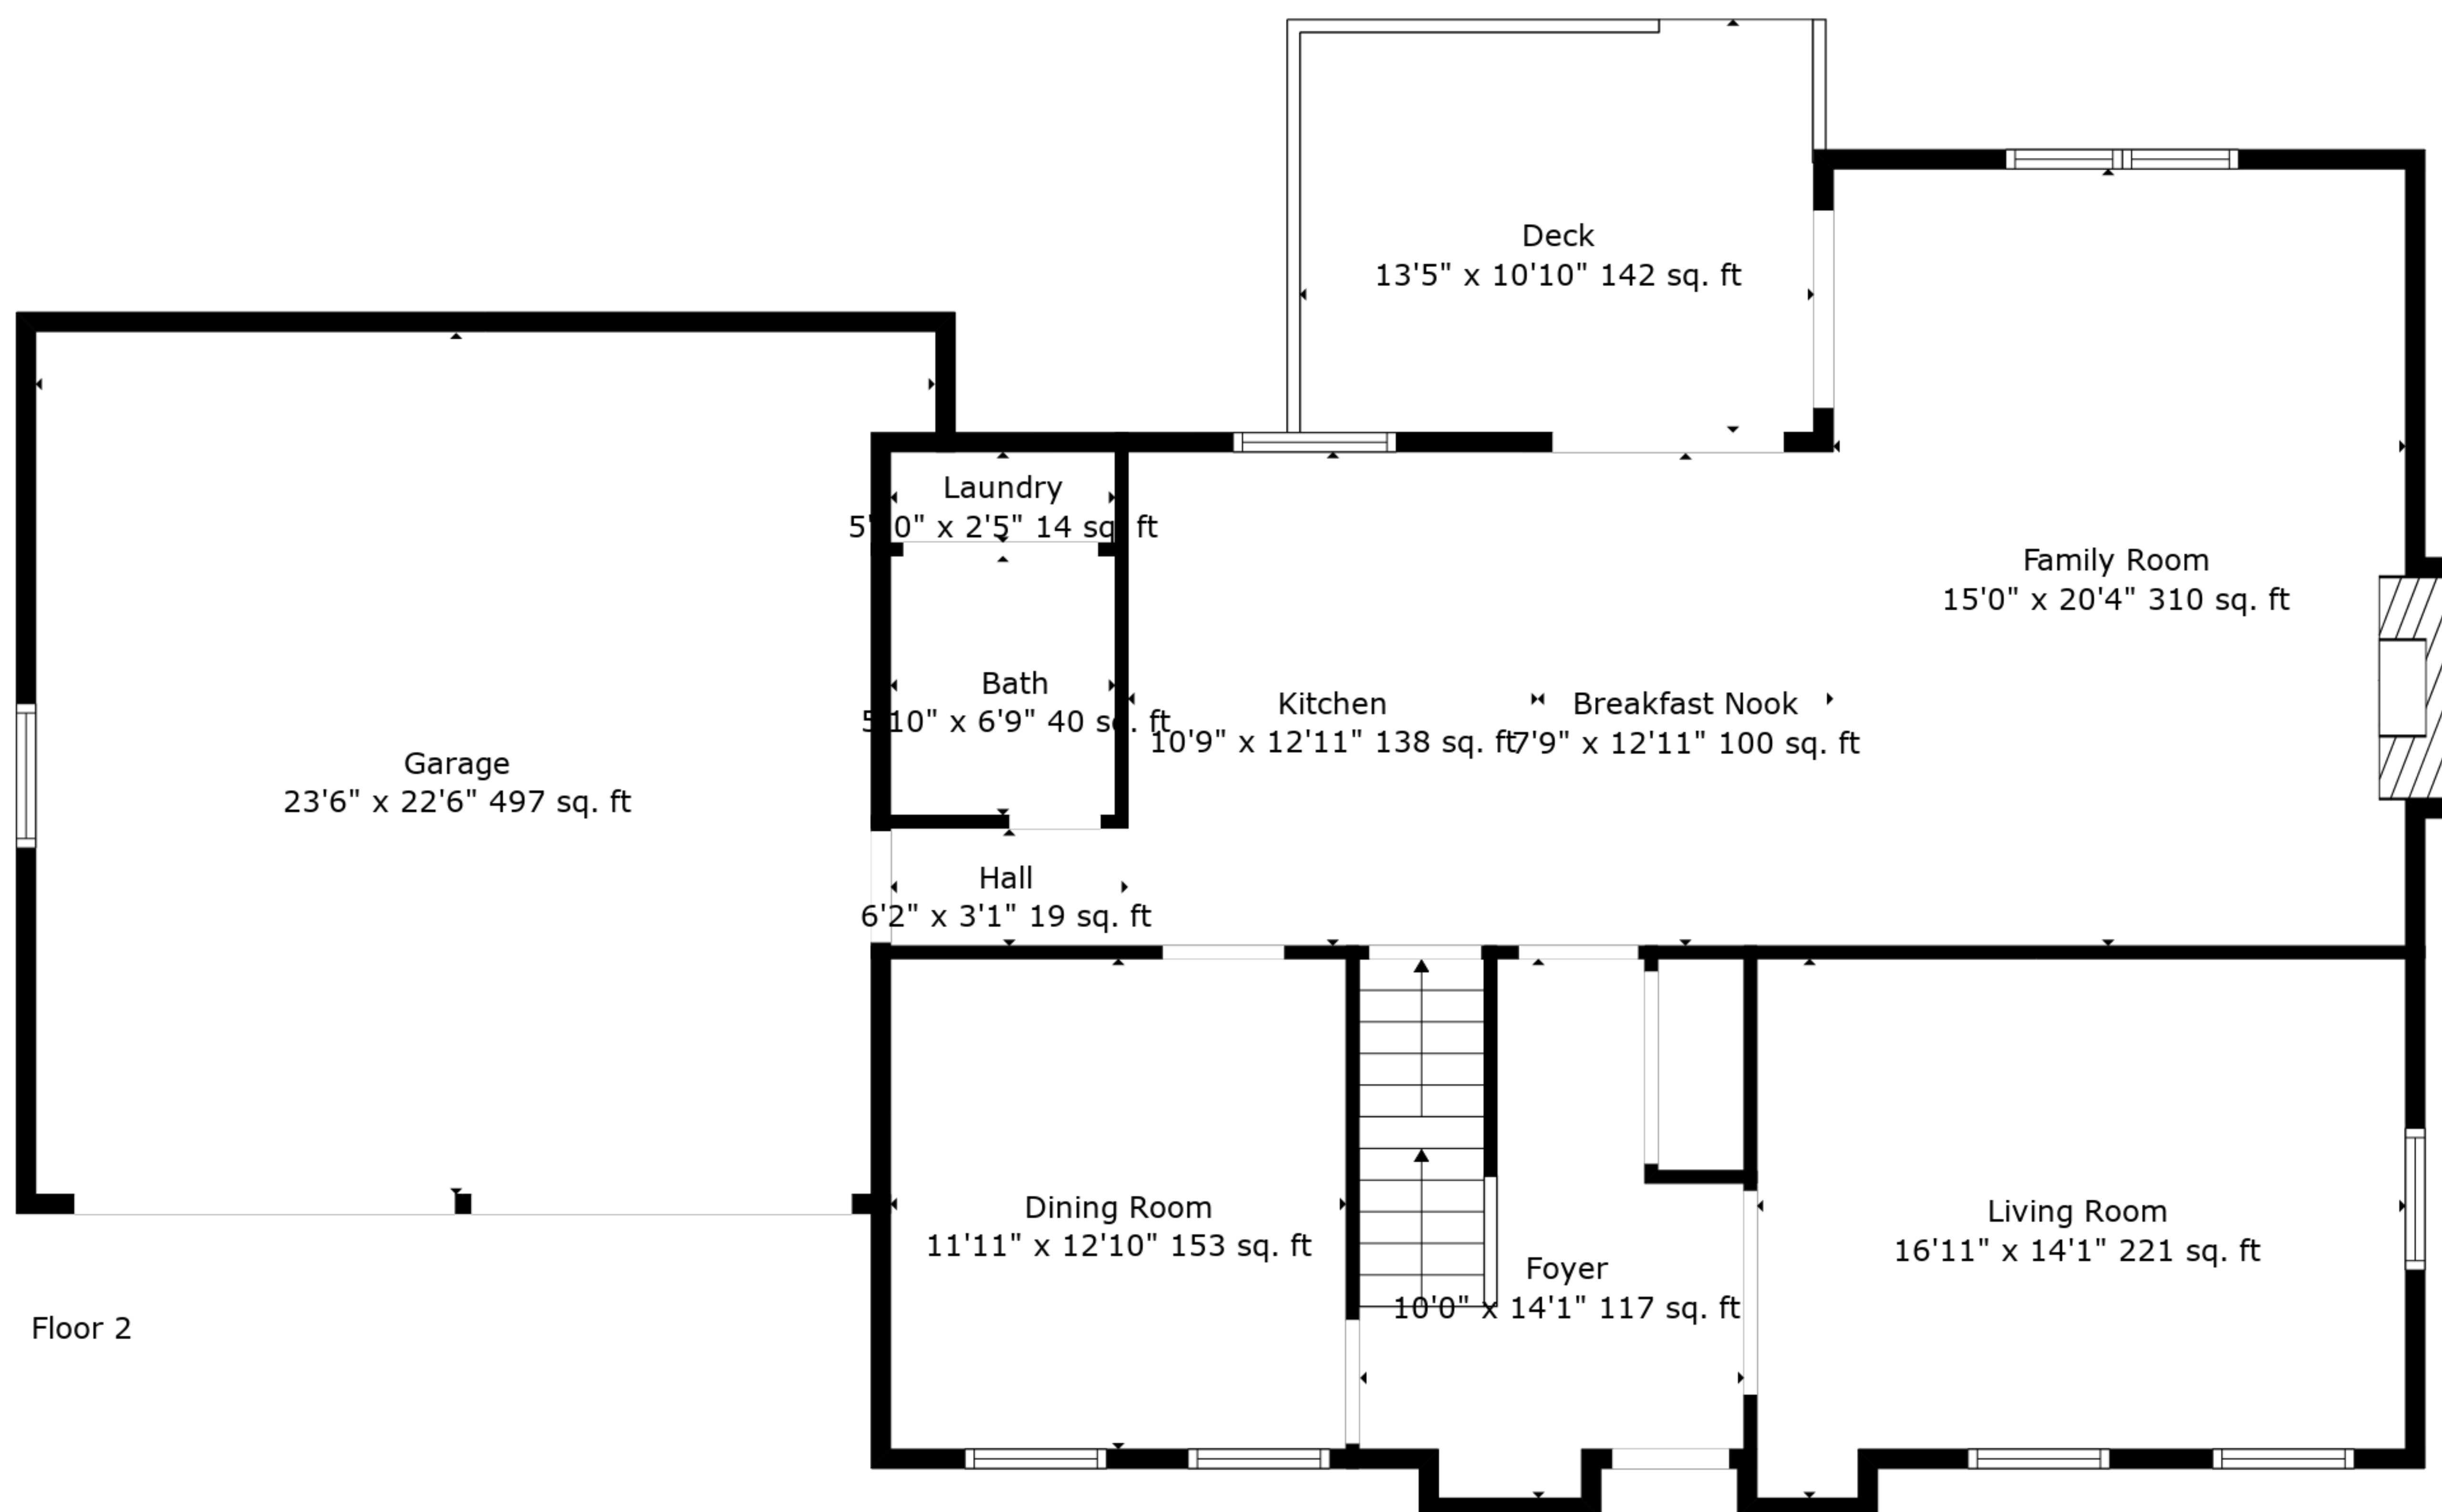 Deck
13'5" x 10'10" 142 sq. ft
Laundry
5'10" x 2'5" 14 sq. ft
Family Room
15'0" x 20'4" 310 sq. ft
Bath
5'10" x 6'9" 40 sq. ft
Kitchen
10'9" x 12'11" 138 sq. ft
Breakfast Nook
7'9" x 12'11" 100 sq. ft
Garage
23'6" x 22'6" 497 sq. ft
Hall
6'2" x 3'1" 19 sq. ft
Dining Room
11'11" x 12'10" 153 sq. ft
Living Room
16'11" x 14'1" 221 sq. ft
Foyer
10'0" x 14'1" 117 sq. ft
Floor 2